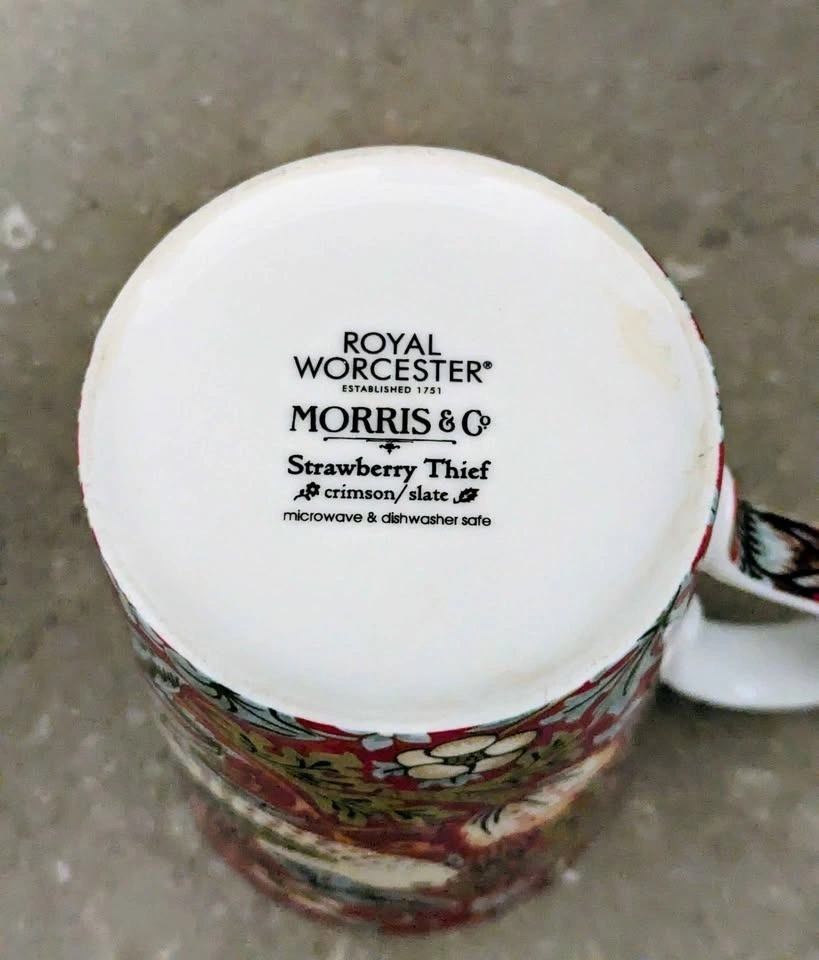 ROYAL
WORCESTER®
ESTABLISHED 1751
MORRIS & Cº
Strawberry Thief
crimson/slate
microwave & dishwasher safe